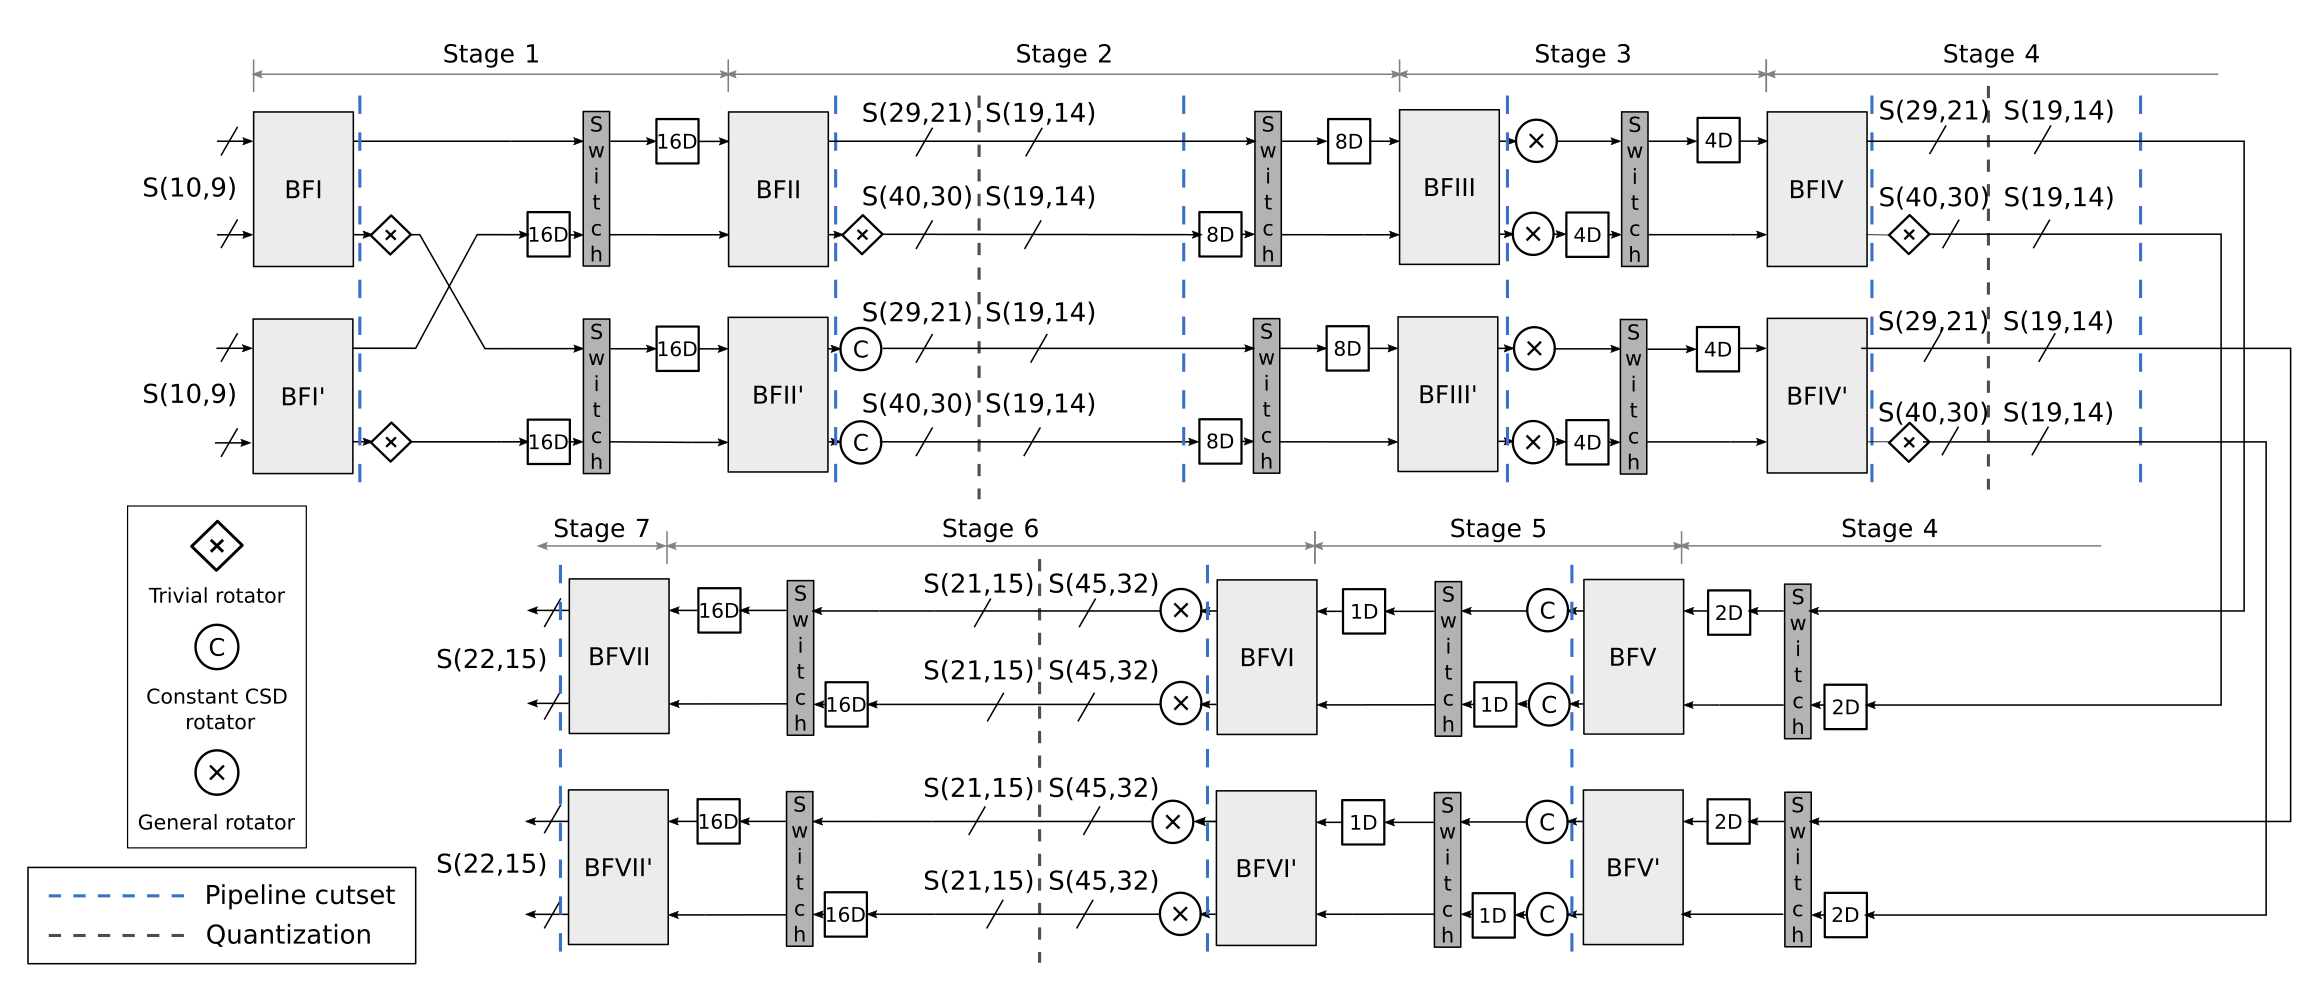 Stage 1
Stage 2
Stage 3
Stage 4
S(29,21) S(19,14)
S(29,21) S(19,14)
Switch 16D
Switch 8D
Switch 4D
S(10,9)
BFI
BFII
S(40,30) S(19,14)
BFIII
BFIV
S(40,30) S(19,14)
16D
8D
4D
S(29,21) S(19,14)
S(29,21) S(19,14)
Switch 16D
C
Switch 8D
Switch 4D
S(10,9)
BFI'
BFII'
S(40,30) S(19,14)
BFIII'
BFIV'
S(40,30) S(19,14)
16D
C
8D
4D
Stage 7
Stage 6
Stage 5
Stage 4
S(21,15) S(45,32)
16D Switch
1D Switch
C
2D Switch
S(22,15)
BFVII
S(21,15) S(45,32)
BFVI
BFV
16D
1D
C
2D
S(21,15) S(45,32)
16D Switch
1D Switch
C
2D Switch
S(22,15)
BFVII'
S(21,15) S(45,32)
BFVI'
BFV'
16D
1D
C
2D
Trivial rotator
C
Constant CSD
rotator
General rotator
Pipeline cutset
Quantization